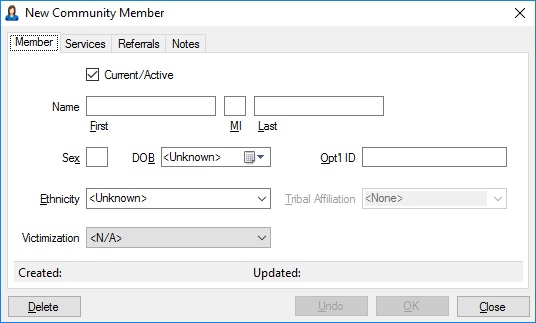 New Community Member
Member Services Referrals Notes
Current/Active
Name
First MI Last
Sex DOB <Unknown> Opt'l ID
Ethnicity <Unknown> Tribal Affiliation <None>
Victimization <N/A>
Created: Updated:
Delete Undo OK Close